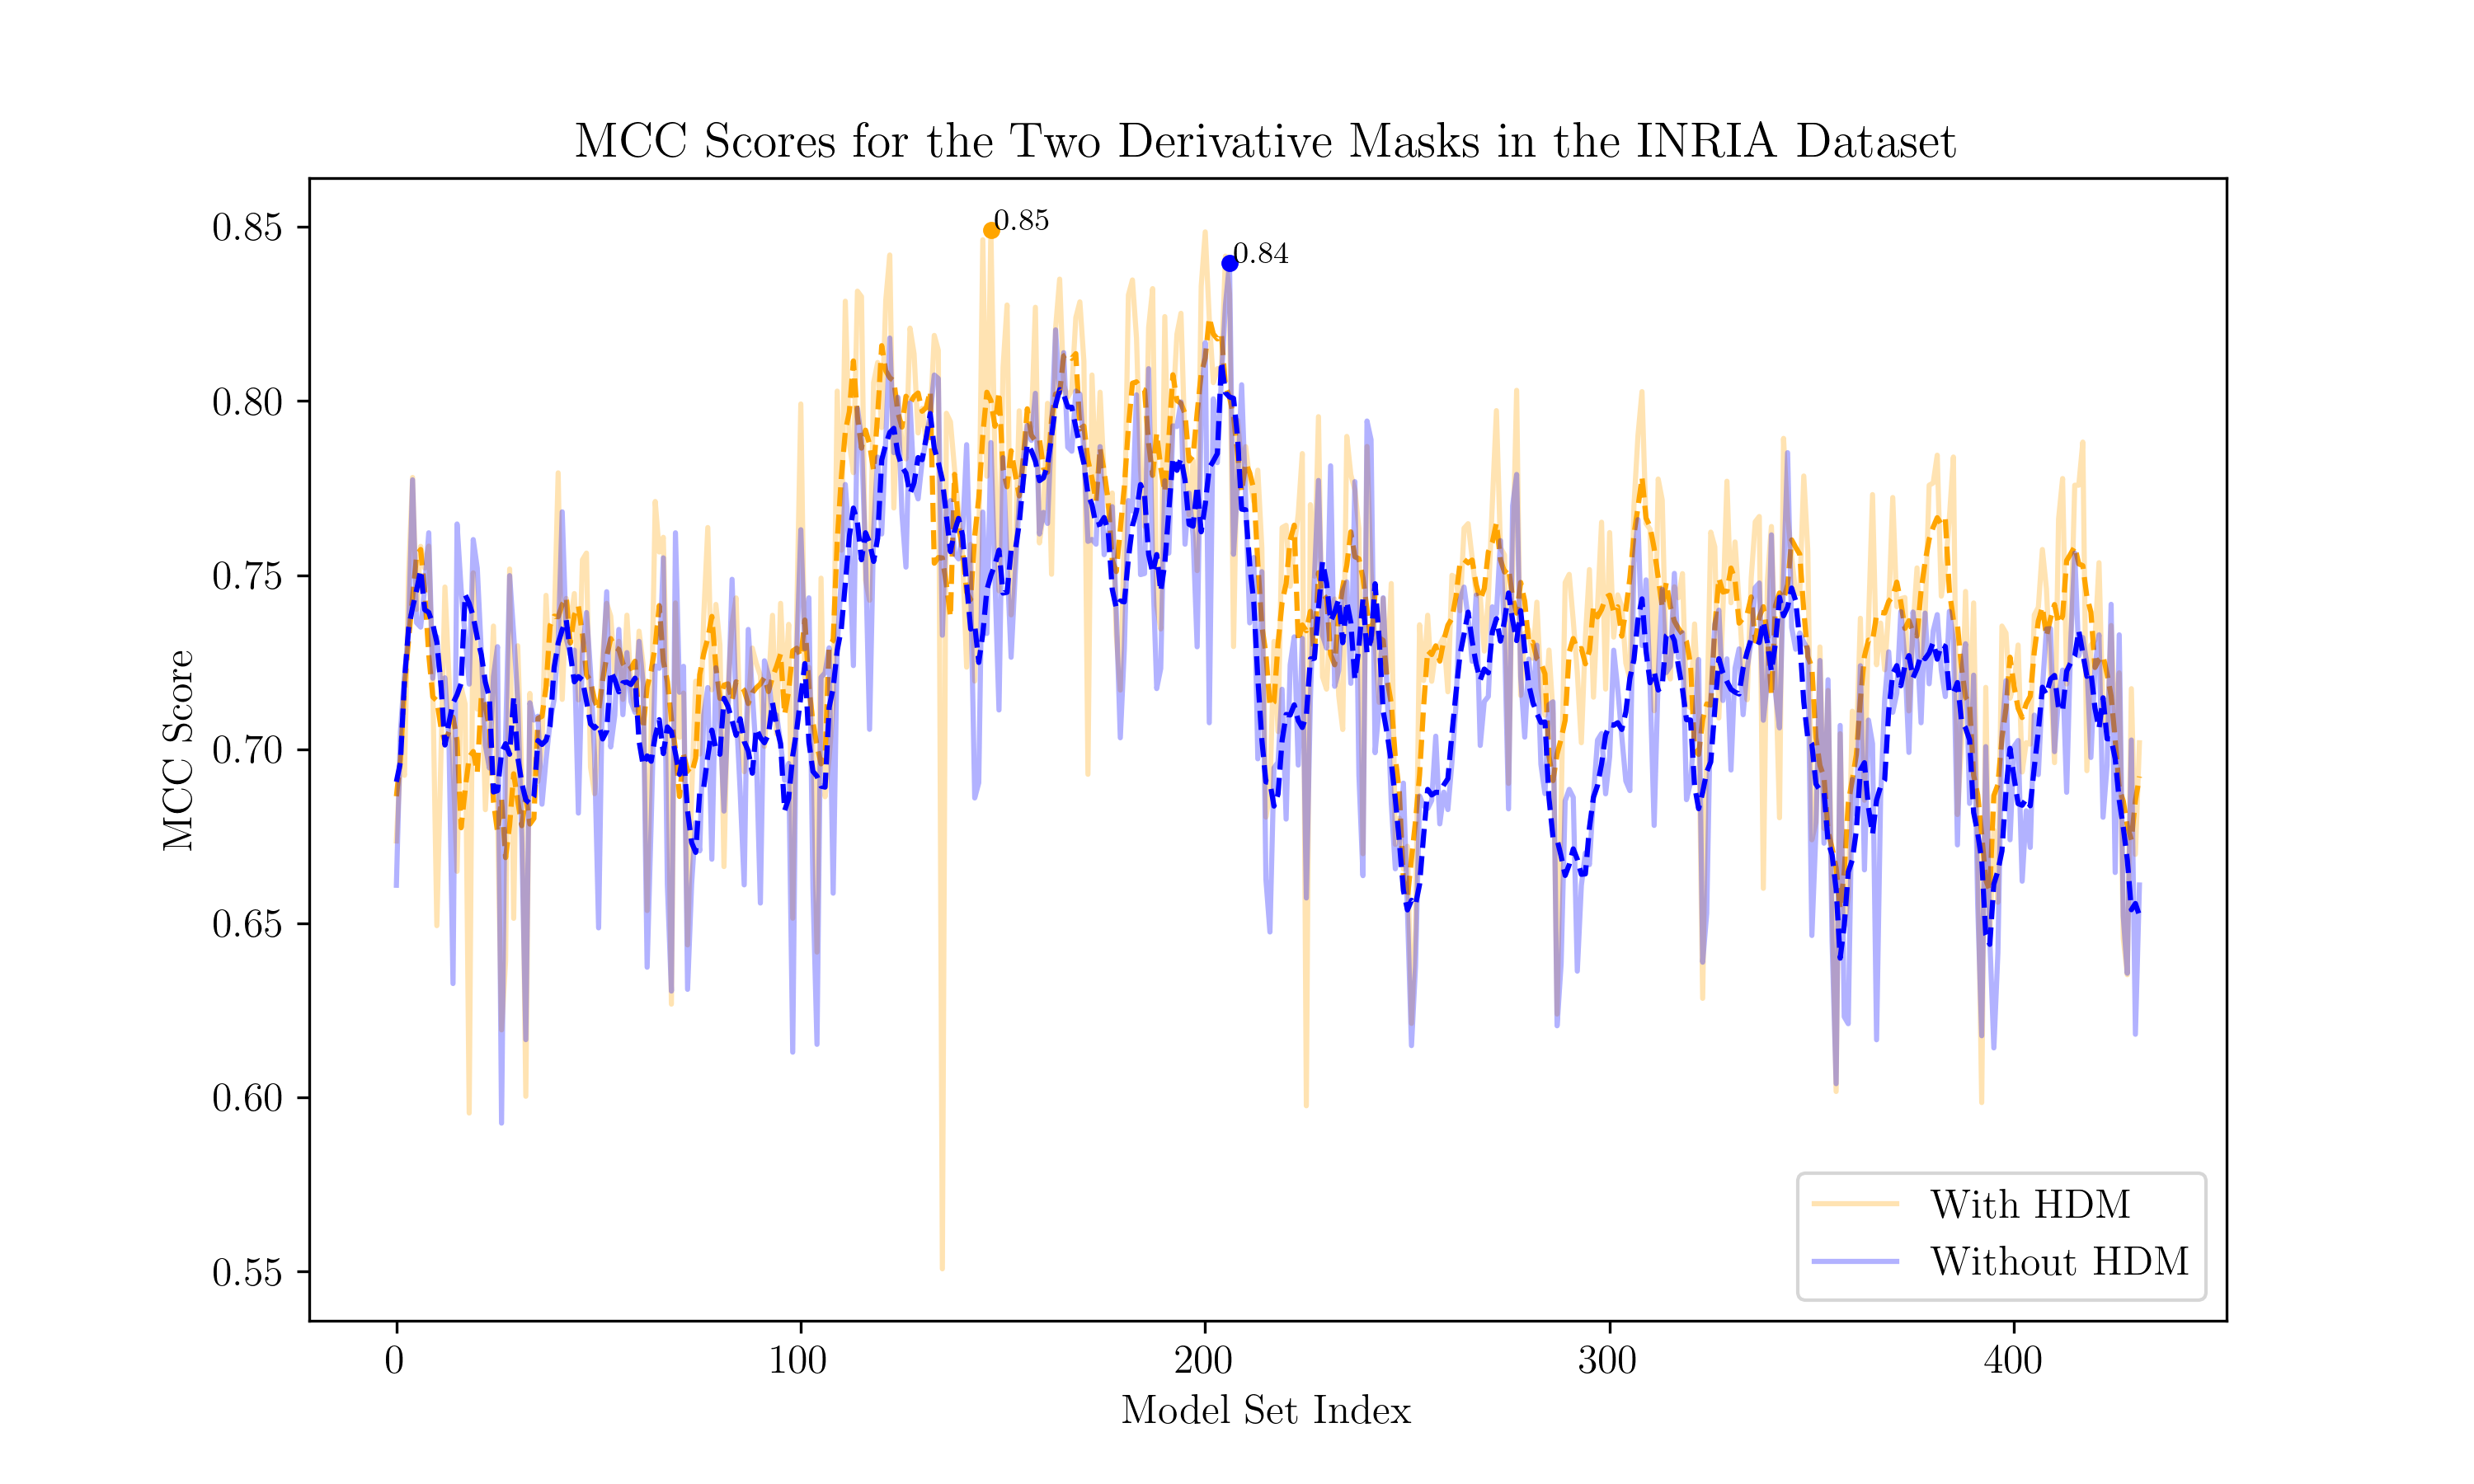 MCC Scores for the Two Derivative Masks in the INRIA Dataset
0.85
0.84
0.85
0.80
0.75
0.70
0.65
0.60
0.55
MCC Score
0 100 200 300 400
Model Set Index
With HDM
Without HDM